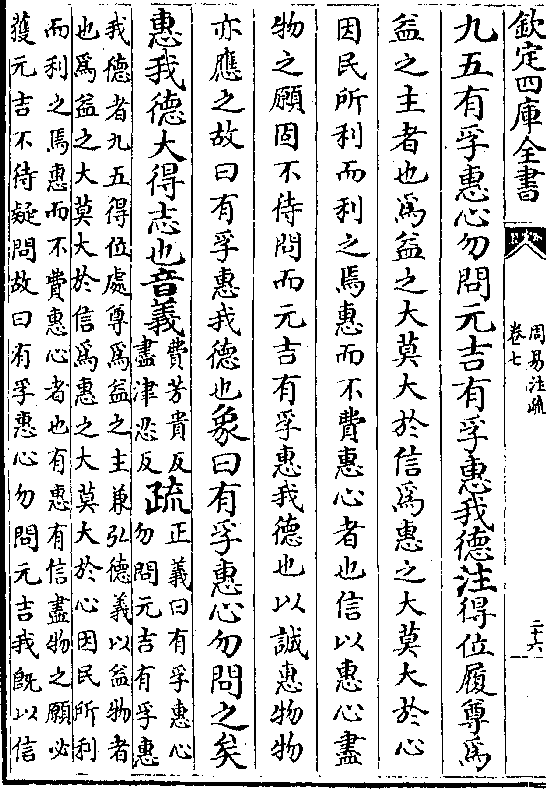 欽定四庫全書
周易注疏
卷七
二十六
九五有孚惠心勿問元吉有孚惠我德注得位履尊為
益之主者也為益之大莫大於信為惠之大莫大於心
因民所利而利之焉惠而不費惠心者也信以惠心盡
物之願固不待問而元吉有孚惠我德也以誠惠物物
亦應之故曰有孚惠我德也象曰有孚惠心勿問之矣
惠我德大得志也音義費芳貴反
盡津忍反
疏正義曰有孚惠心
勿問元吉有孚惠
我德者九五得位處尊為益之主兼弘德義以益物者
也為益之大莫大於信為惠之大莫大於心因民所利
而利之焉惠而不費惠心者也有惠有信盡物之願必
獲元吉不待疑問故曰有孚惠心勿問元吉我旣以信